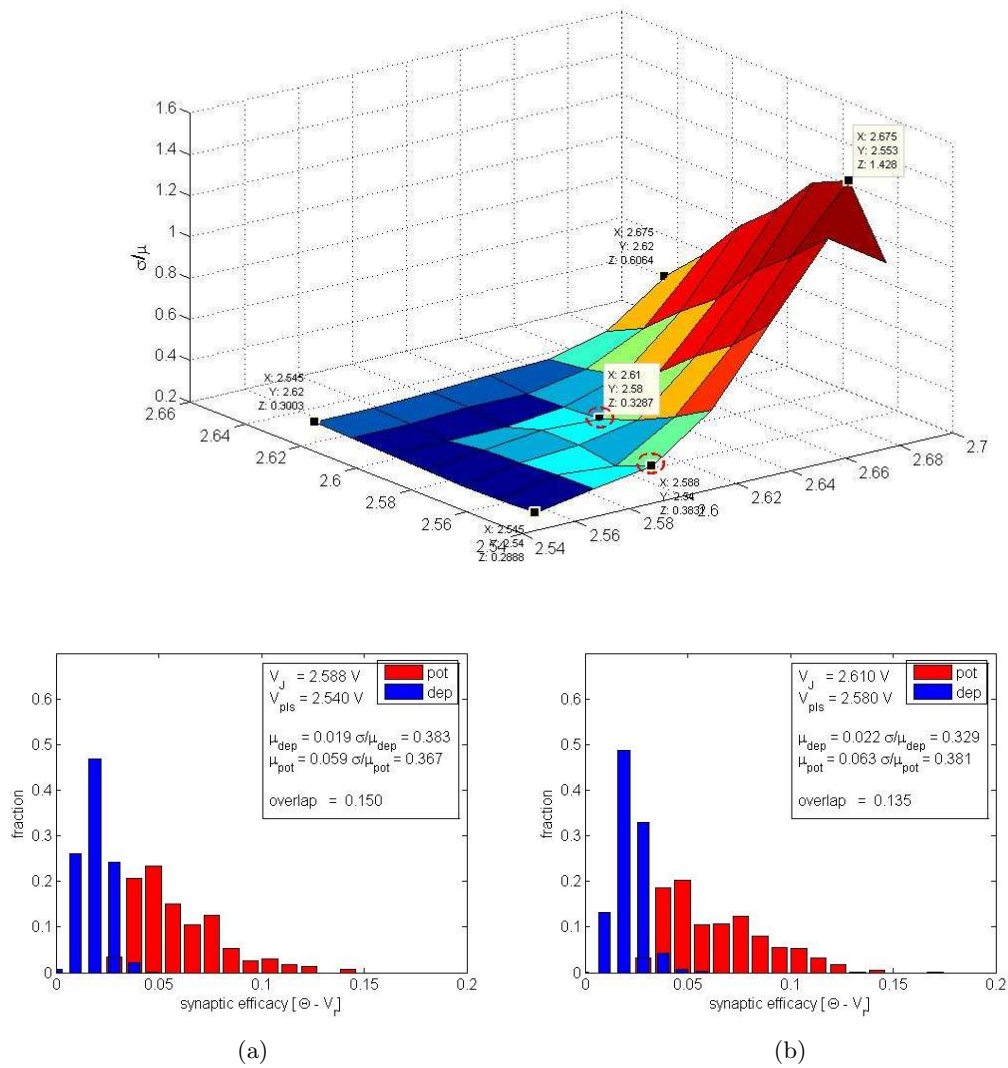 1.6
1.4
1.2
1
0.8
0.6
0.4
0.2
σ/μ
X: 2.675
Y: 2.553
Z: 1.428
X: 2.675
Y: 2.62
Z: 0.6064
X: 2.61
Y: 2.58
Z: 0.3287
X: 2.545
Y: 2.62
Z: 0.3003
X: 2.588
Y: 2.54
Z: 0.3831
X: 2.545
Y: 2.54
Z: 0.2888
2.66
2.64
2.62
2.6
2.58
2.56
2.54
2.54
2.56
2.58
2.6
2.62
2.64
2.66
2.68
2.7
0.6
0.5
0.4
0.3
0.2
0.1
0
fraction
V_J = 2.588 V
V_pls = 2.540 V
μ_dep = 0.019 σ/μ_dep = 0.383
μ_pot = 0.059 σ/μ_pot = 0.367
overlap = 0.150
pot
dep
0 0.05 0.1 0.15 0.2
synaptic efficacy [ Θ - V_r]
(a)
0.6
0.5
0.4
0.3
0.2
0.1
0
fraction
V_J = 2.610 V
V_pls = 2.580 V
μ_dep = 0.022 σ/μ_dep = 0.329
μ_pot = 0.063 σ/μ_pot = 0.381
overlap = 0.135
pot
dep
0 0.05 0.1 0.15 0.2
synaptic efficacy [ Θ - V_r]
(b)